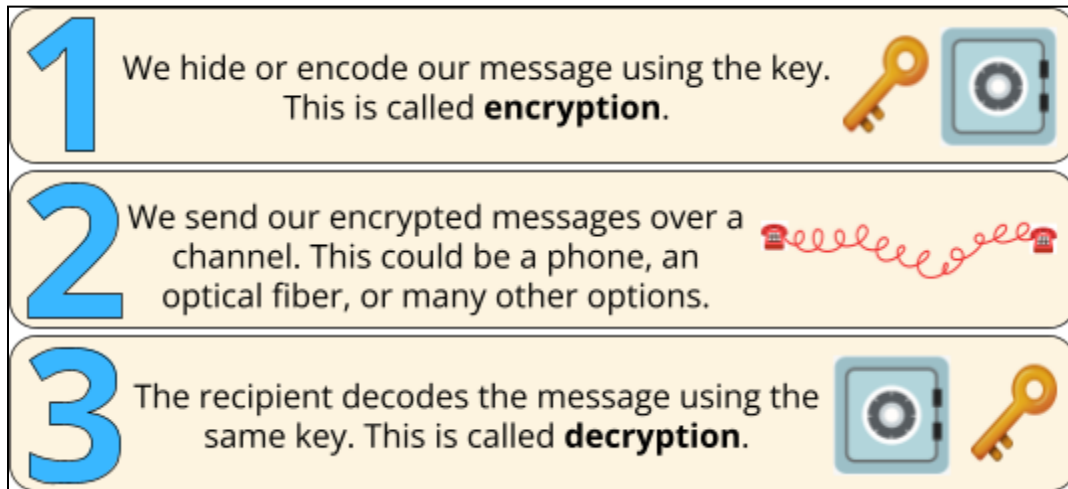 1
We hide or encode our message using the key.
This is called encryption.
2
We send our encrypted messages over a
channel. This could be a phone, an
optical fiber, or many other options.
3
The recipient decodes the message using the
same key. This is called decryption.